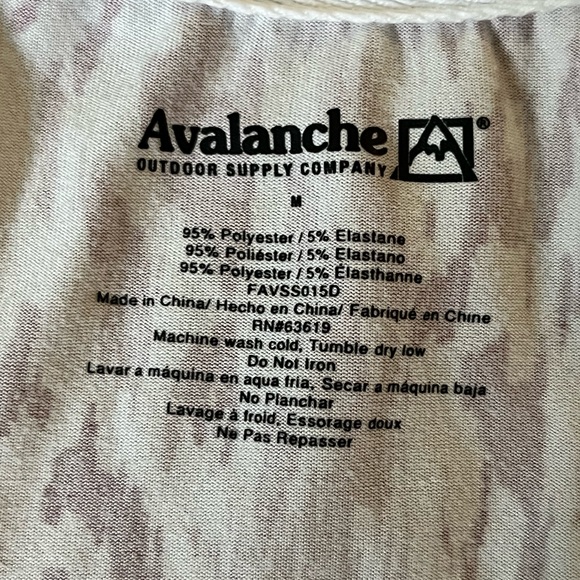 Avalanche ®
OUTDOOR SUPPLY COMPANY
M
95% Polyester / 5% Elastane
95% Poliéster / 5% Elastano
95% Polyester / 5% Élasthanne
FAVSS015D
Made in China/ Hecho en China/ Fabriqué en Chine
RN#63619
Machine wash cold, Tumble dry low
Do Not Iron
Lavar a máquina en aqua fria, Secar a máquina baja
No Planchar
Lavage à froid, Essorage doux
Ne Pas Repasser